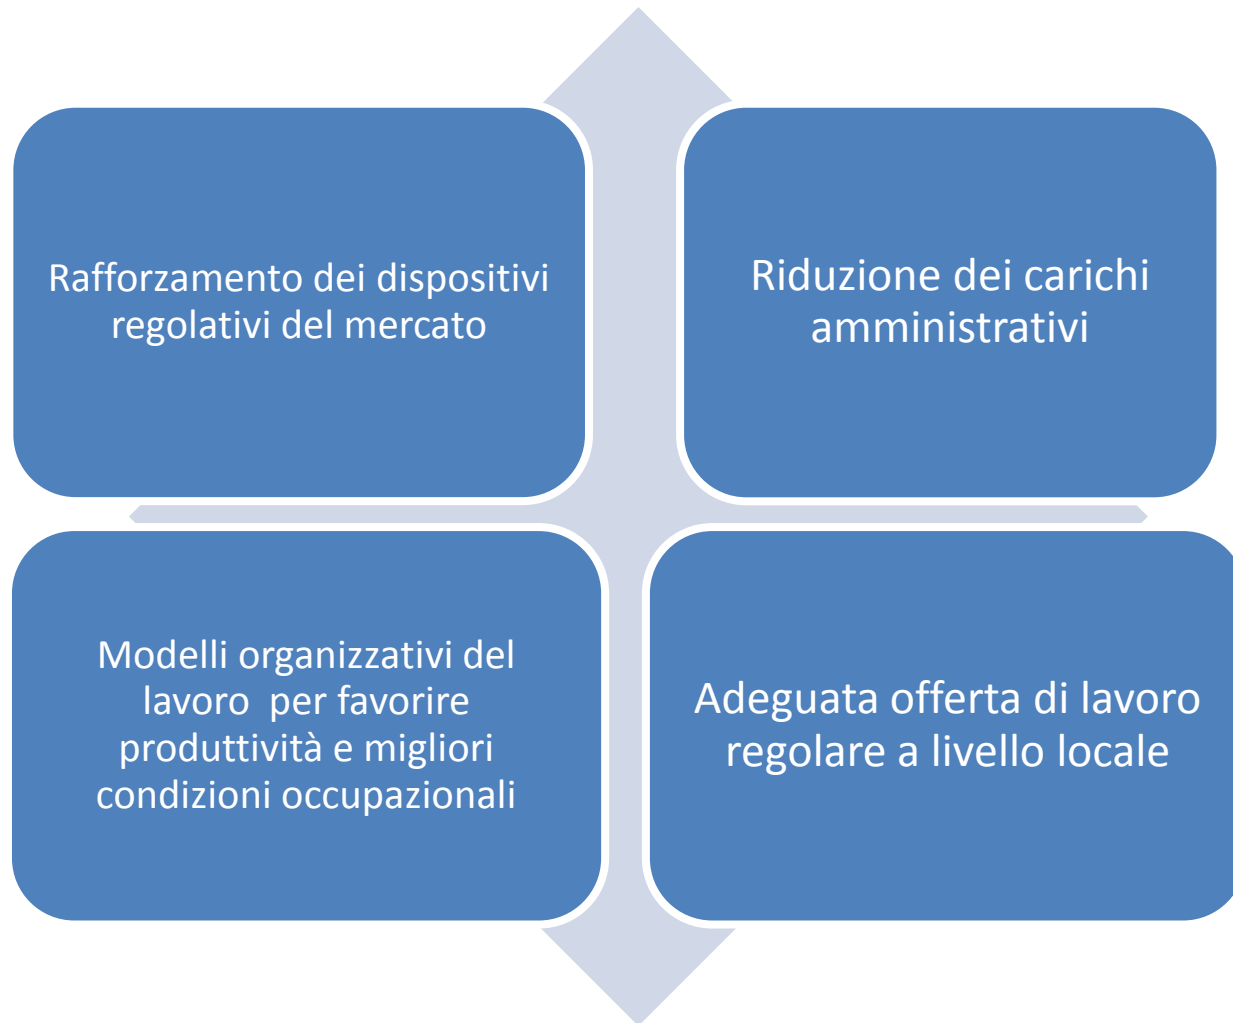 Rafforzamento dei dispositivi
regolativi del mercato
Riduzione dei carichi
amministrativi
Modelli organizzativi del
lavoro  per favorire
produttività e migliori
condizioni occupazionali
Adeguata offerta di lavoro
regolare a livello locale